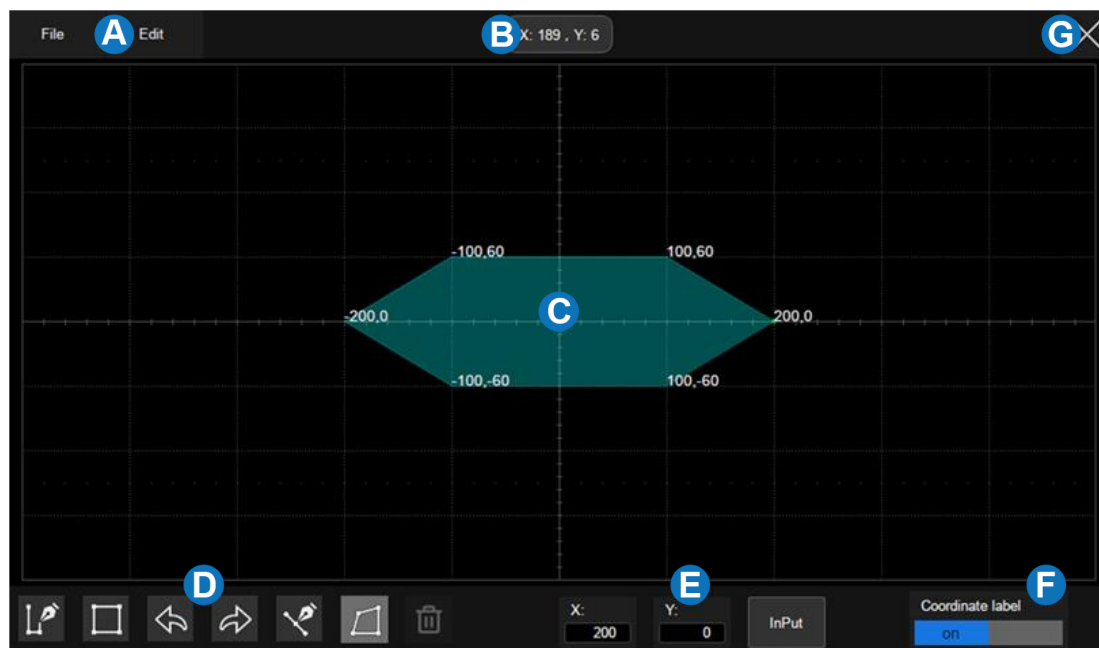 File A Edit B X: 189 , Y: 6 G
-100,60 100,60
-200,0 C 200,0
-100,-60 100,-60
D E F
X: Y: Coordinate label
200 0 InPut on